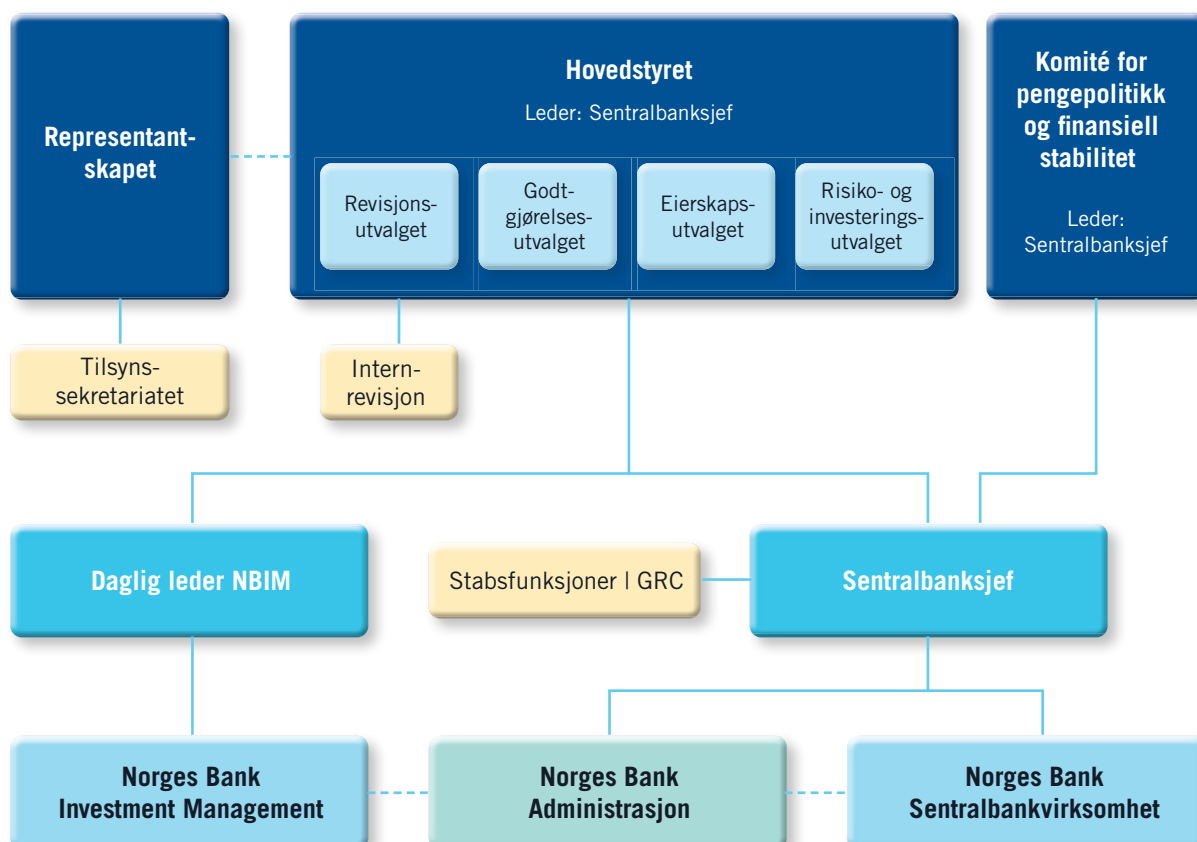 Representant-
skapet
Hovedstyret
Leder: Sentralbanksjef
Revisjons-
utvalget
Godt-
gjørelses-
utvalget
Eierskaps-
utvalget
Risiko- og
investerings-
utvalget
Komité for
pengepolitikk
og finansiell
stabilitet
Leder:
Sentralbanksjef
Tilsyns-
sekretariatet
Intern-
revisjon
Daglig leder NBIM
Stabsfunksjoner | GRC
Sentralbanksjef
Norges Bank
Investment Management
Norges Bank
Administrasjon
Norges Bank
Sentralbankvirksomhet